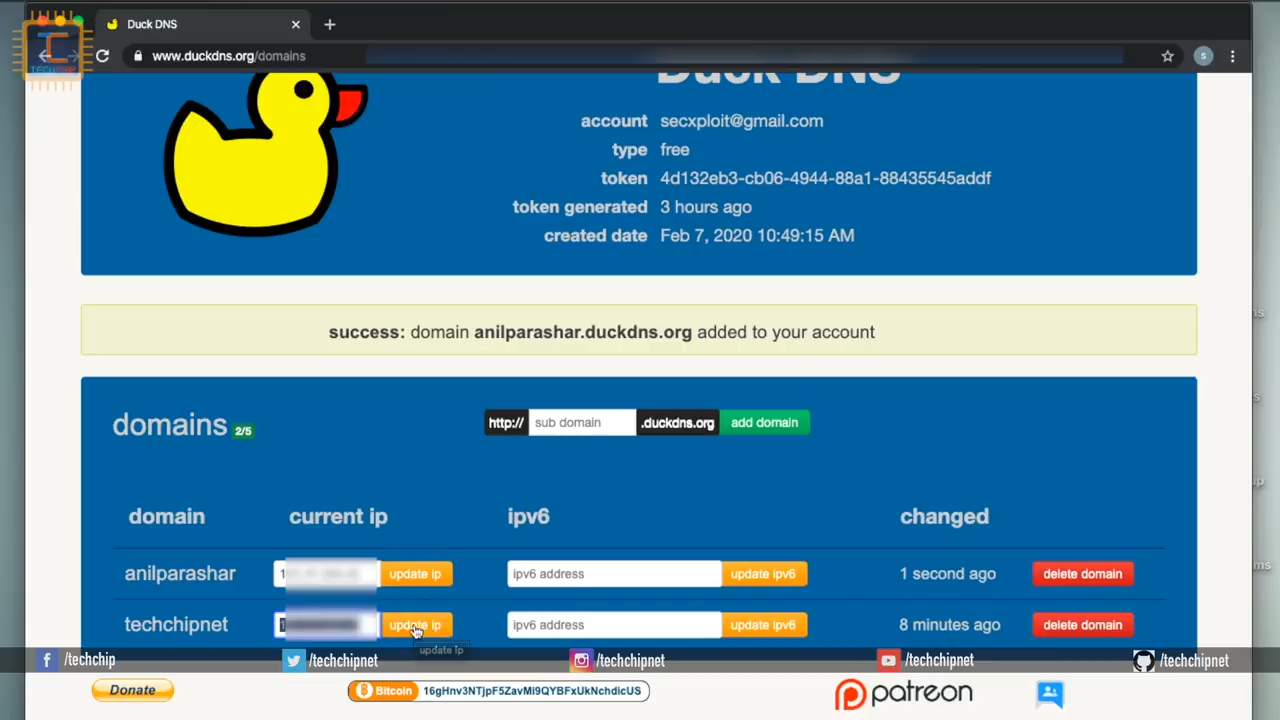 Duck DNS
TECHCHIP
www.duckdns.org/domains
s
Duck DNS
account secxploit@gmail.com
type free
token 4d132eb3-cb06-4944-88a1-88435545addf
token generated 3 hours ago
created date Feb 7, 2020 10:49:15 AM
success: domain anilparashar.duckdns.org added to your account
domains 2/5
http:// sub domain .duckdns.org add domain
domain current ip ipv6 changed
anilparashar update ip ipv6 address update ipv6 1 second ago delete domain
techchipnet update ip ipv6 address update ipv6 8 minutes ago delete domain
update ip
/techchip /techchipnet /techchipnet /techchipnet /techchipnet
Donate Bitcoin 16gHnv3NTjpF5ZavMi9QYBFxUkNchdicUS patreon